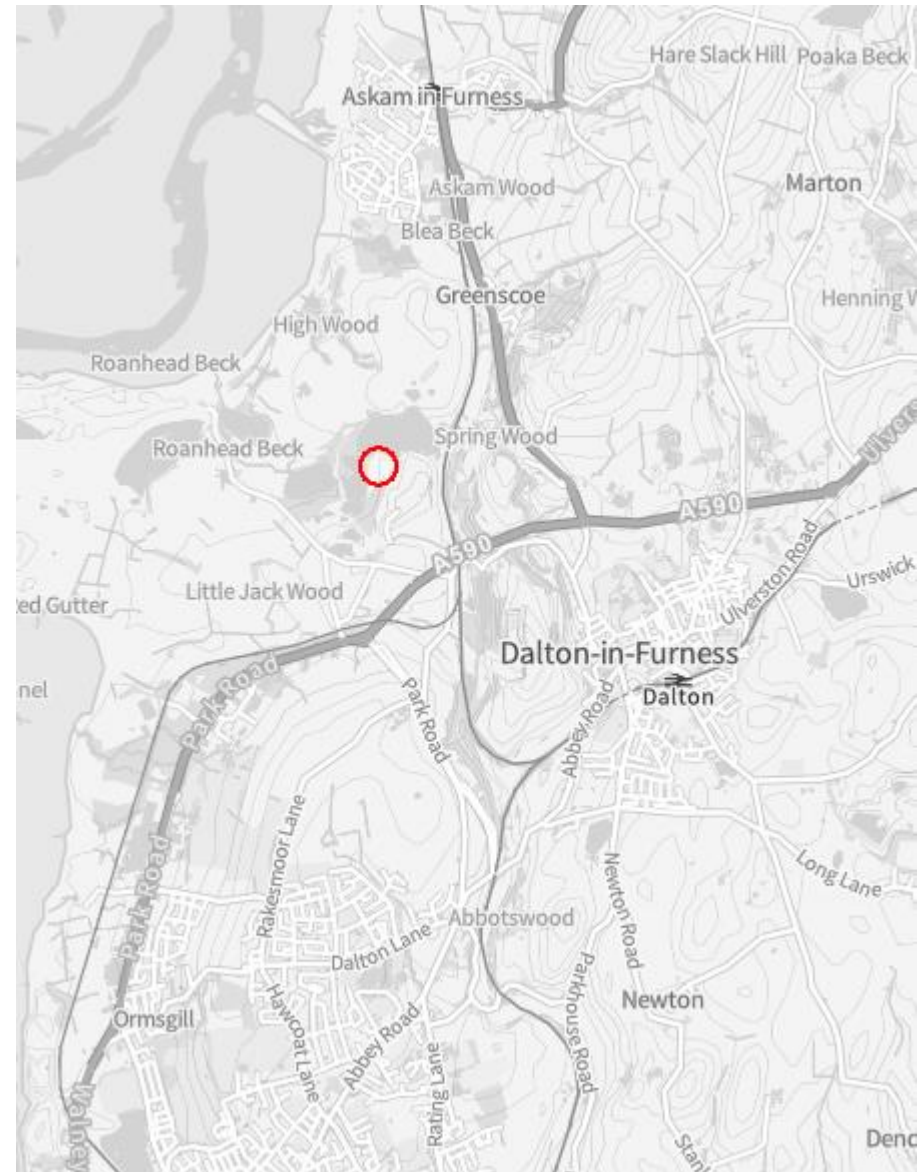 Hare Slack Hill
Poaka Beck
Askam in Furness
Askam Wood
Marton
Blea Beck
Greenscoe
Henning W
High Wood
Roanhead Beck
Ulver
Spring Wood
Roanhead Beck
A590
A590
Ulverston Road
Urswick
Little Jack Wood
ted Gutter
Dalton-in-Furness
nel
Park Road
Dalton
Park Road
Abbey Road
Rakesmoor Lane
Long Lane
Newton Road
Park Road
Abbotswood
Dalton Lane
Parkhouse Road
Newton
Hawcoat Lane
Ormsgill
Abbey Road
Rating Lane
Walney
Stan
Denc